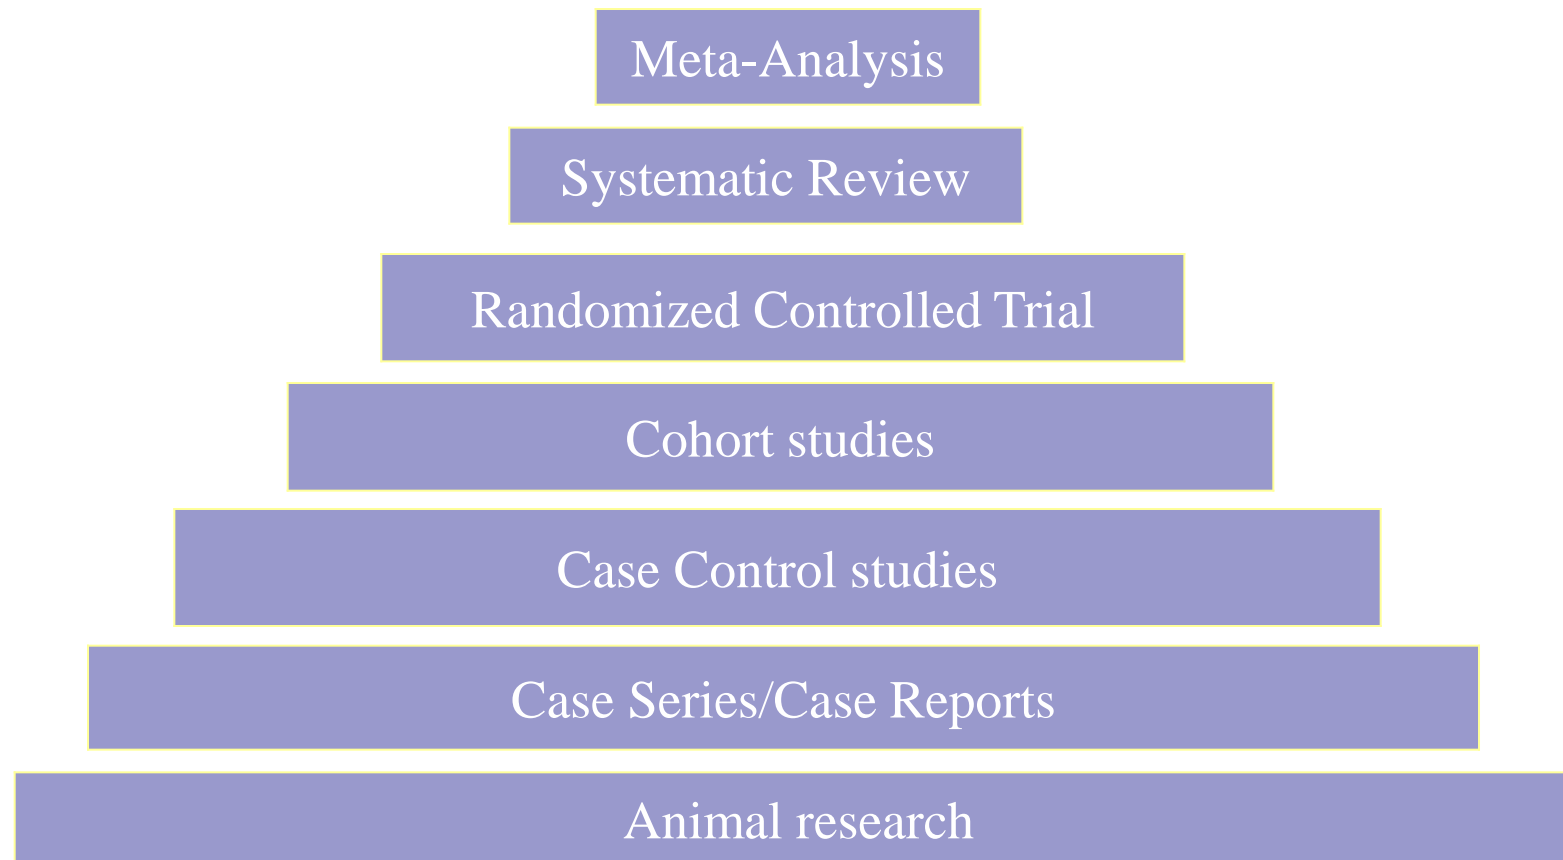 Meta-Analysis
Systematic Review
Randomized Controlled Trial
Cohort studies
Case Control studies
Case Series/Case Reports
Animal research